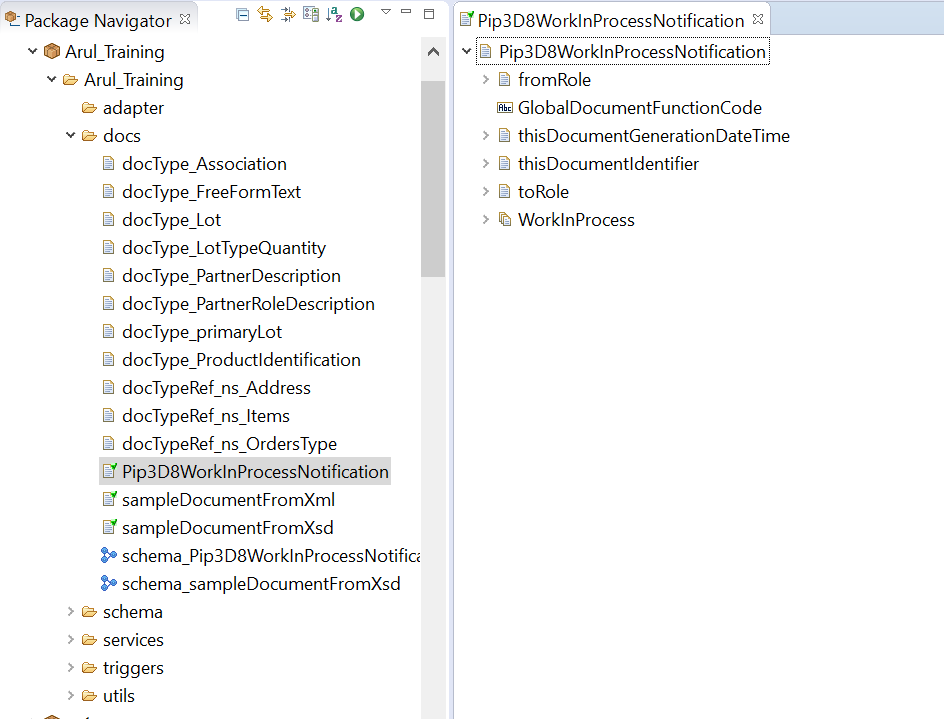 Package Navigator
Arul_Training
Arul_Training
adapter
docs
docType_Association
docType_FreeFormText
docType_Lot
docType_LotTypeQuantity
docType_PartnerDescription
docType_PartnerRoleDescription
docType_primaryLot
docType_ProductIdentification
docTypeRef_ns_Address
docTypeRef_ns_Items
docTypeRef_ns_OrdersType
Pip3D8WorkInProcessNotification
sampleDocumentFromXml
sampleDocumentFromXsd
schema_Pip3D8WorkInProcessNotifica
schema_sampleDocumentFromXsd
schema
services
triggers
utils
Pip3D8WorkInProcessNotification
Pip3D8WorkInProcessNotification
fromRole
Abc GlobalDocumentFunctionCode
thisDocumentGenerationDateTime
thisDocumentIdentifier
toRole
WorkInProcess